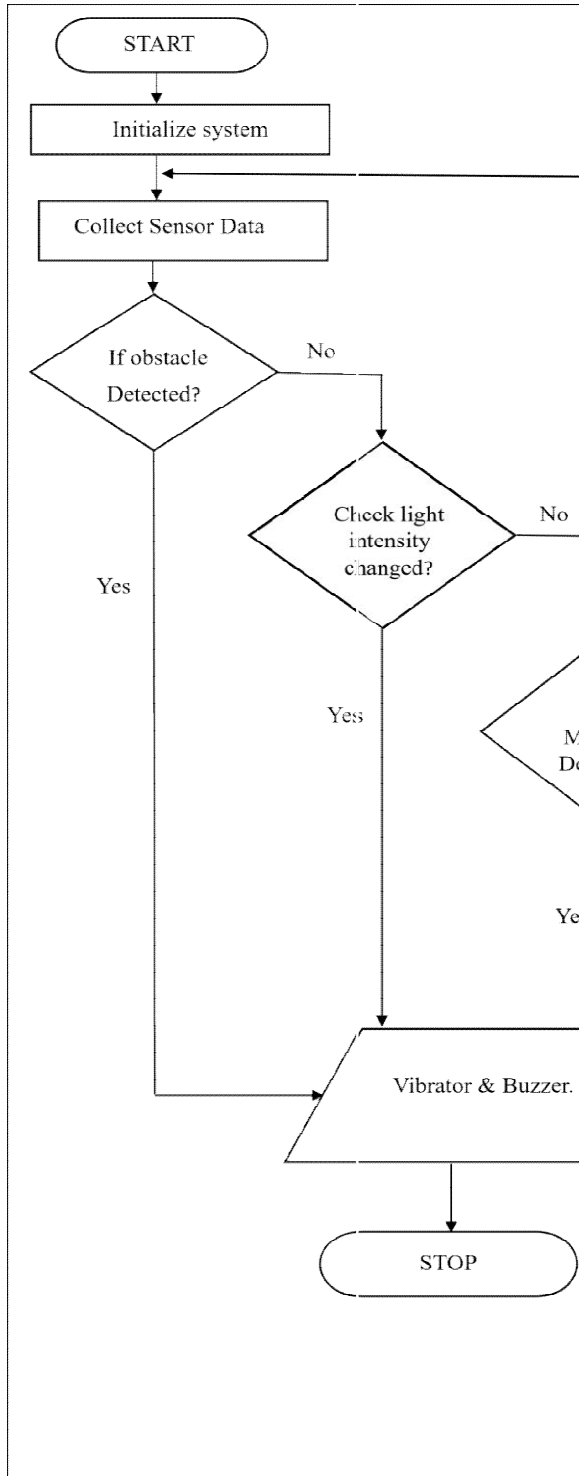 START
Initialize system
Collect Sensor Data
If obstacle
Detected?
No
Check light
intensity
changed?
No
Yes
Yes
Vibrator & Buzzer.
STOP